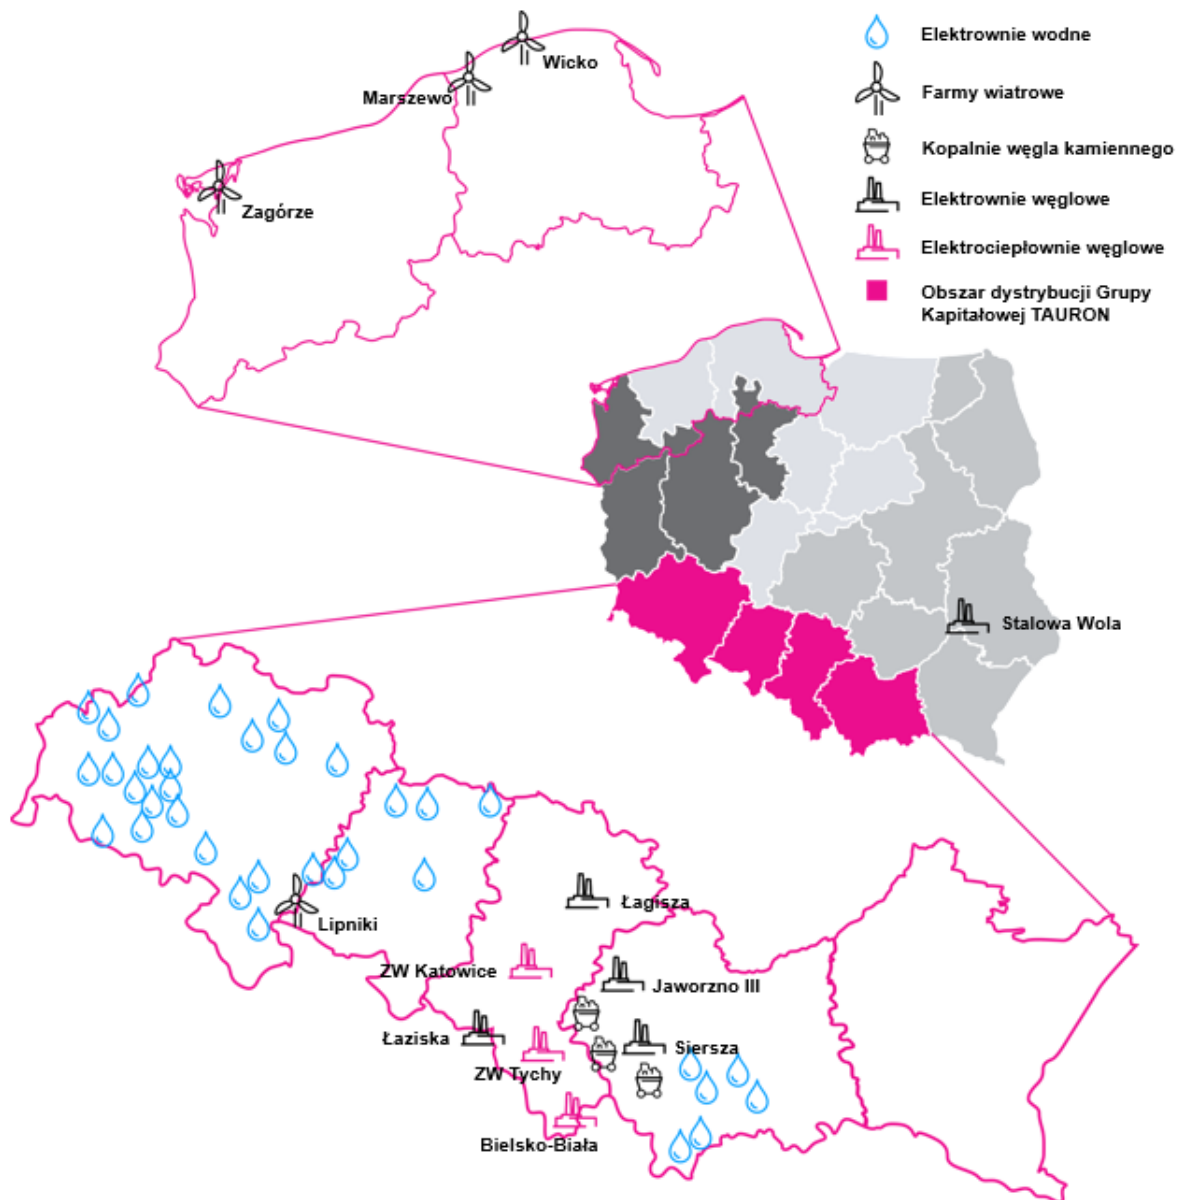 Wicko
Marszewo
Zagórze
Elektrownie wodne
Farmy wiatrowe
Kopalnie węgla kamiennego
Elektrownie węglowe
Elektrociepłownie węglowe
Obszar dystrybucji Grupy
Kapitałowej TAURON
Stalowa Wola
Lipniki
Łagisza
ZW Katowice
Jaworzno III
Łaziska
Siersza
ZW Tychy
Bielsko-Biała